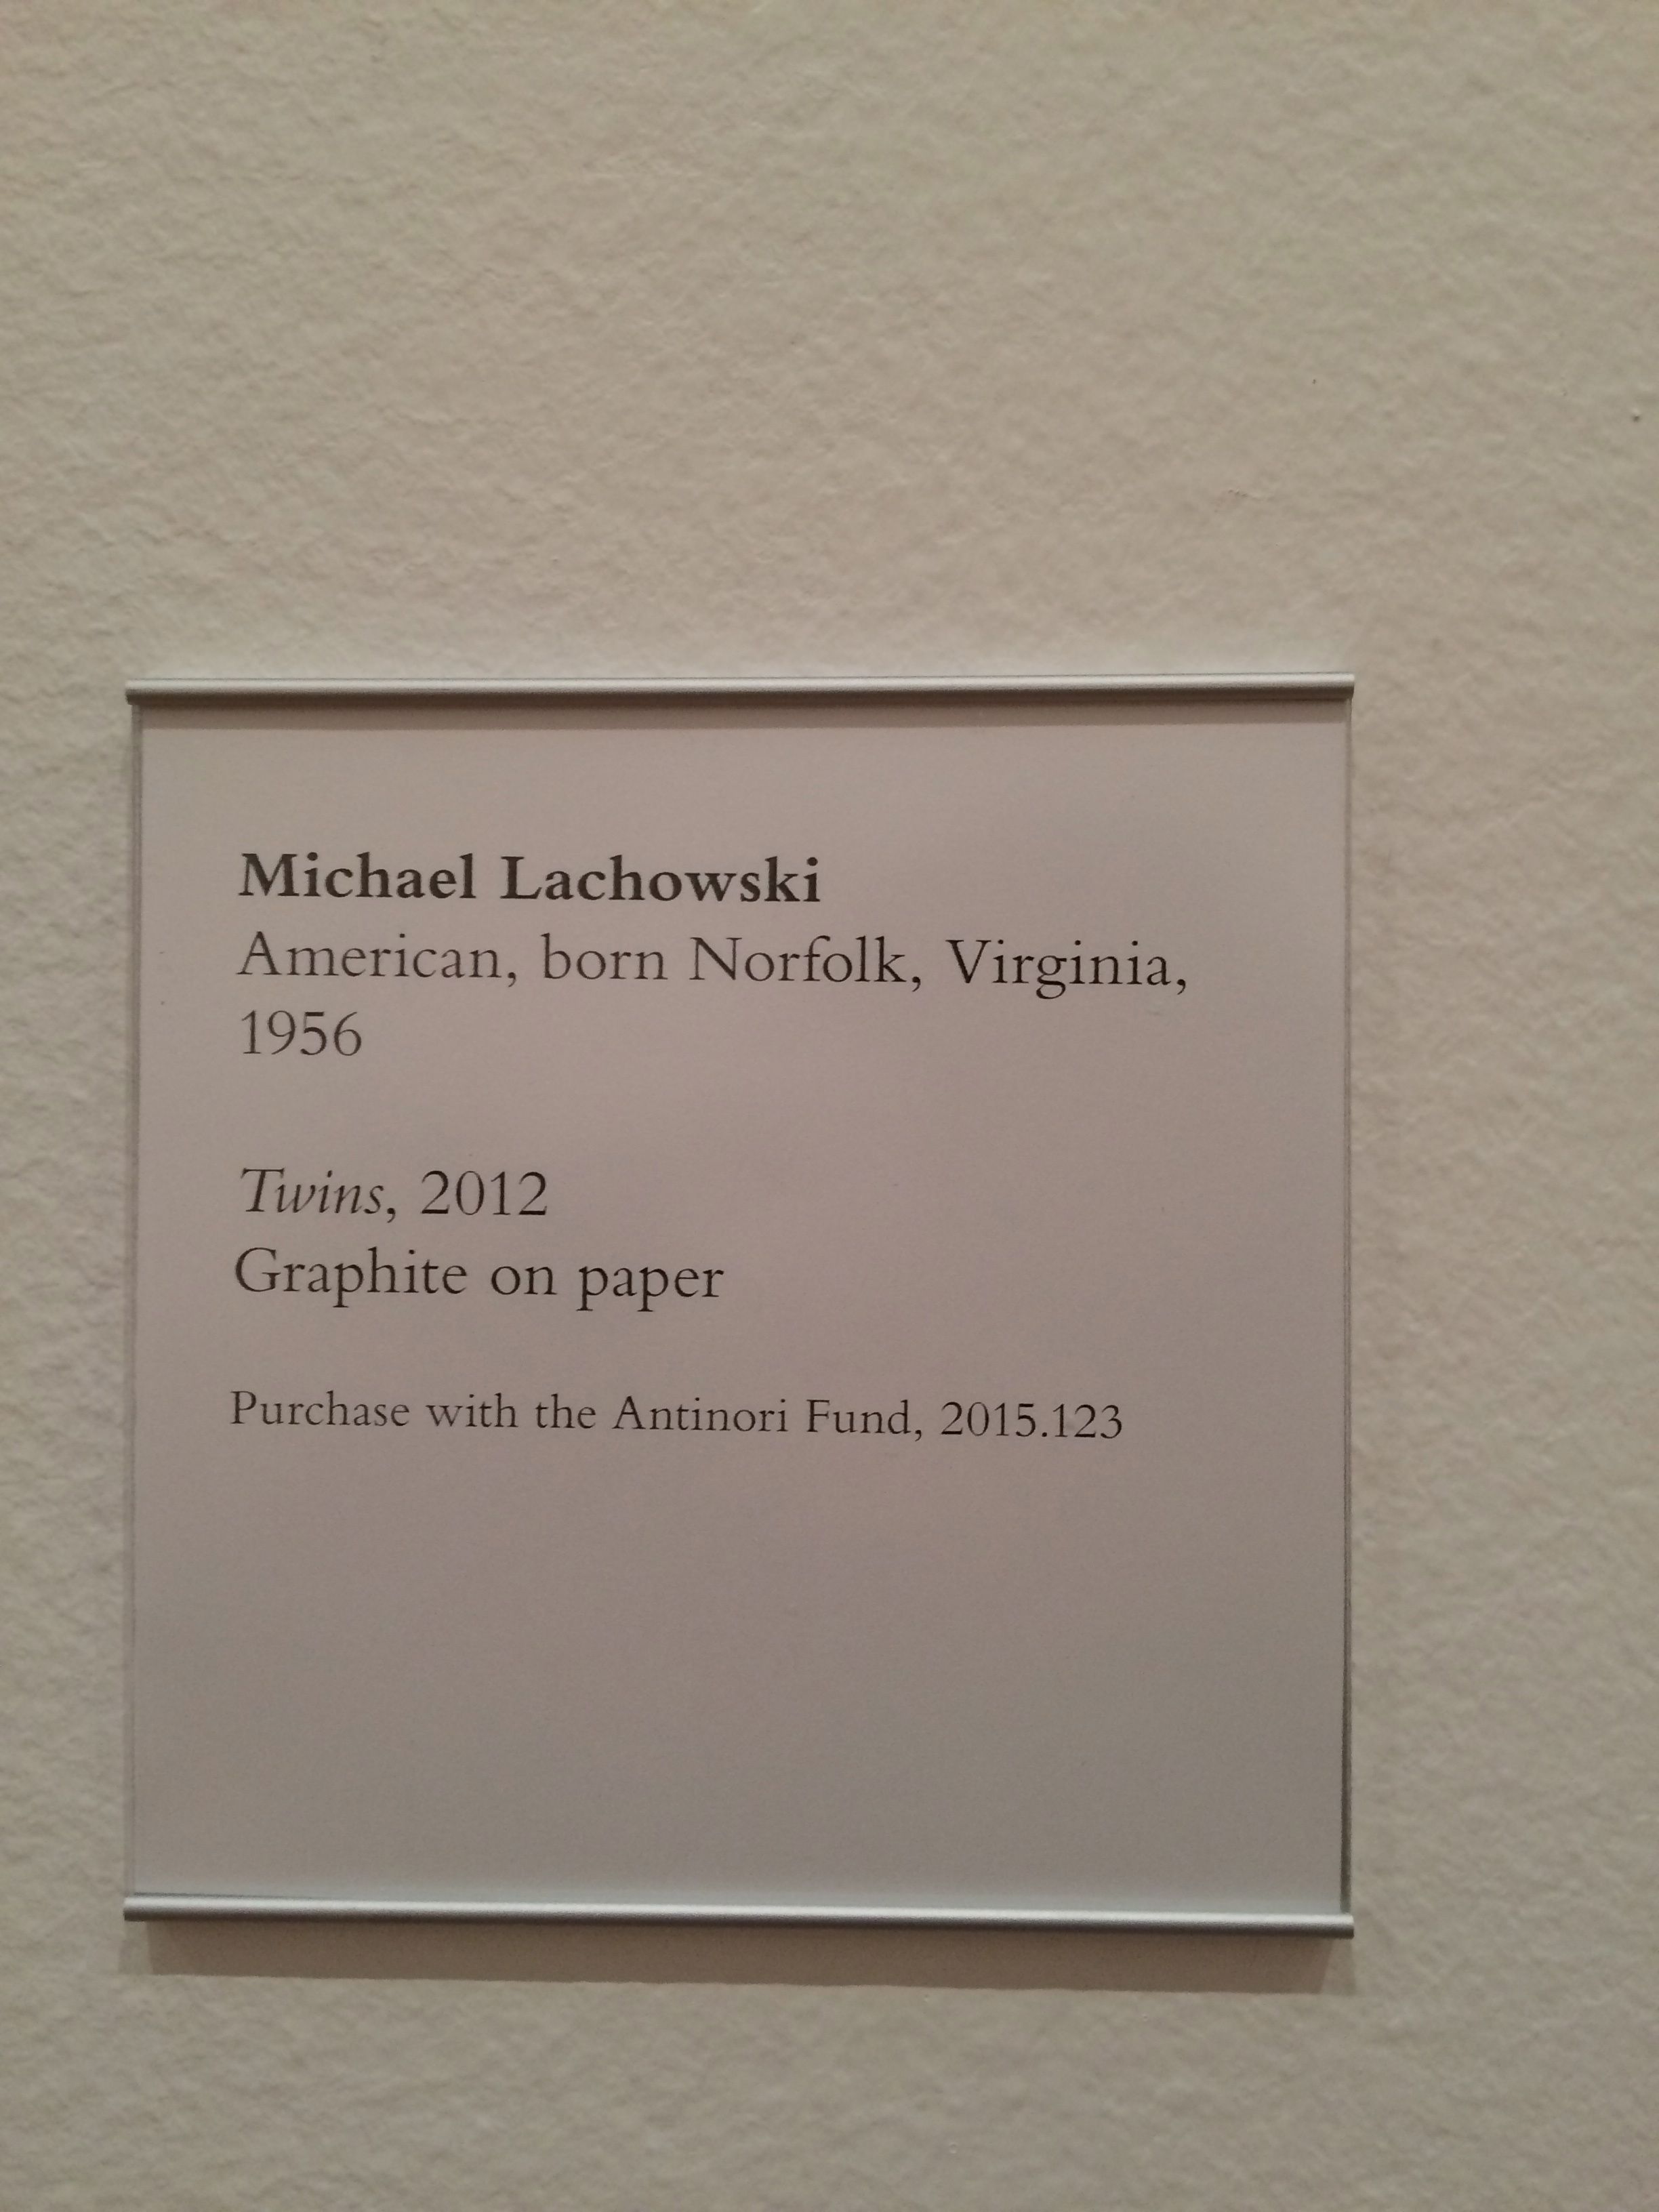 Michael Lachowski
American, born Norfolk, Virginia,
1956
Twins, 2012
Graphite on paper
Purchase with the Antinori Fund, 2015.123